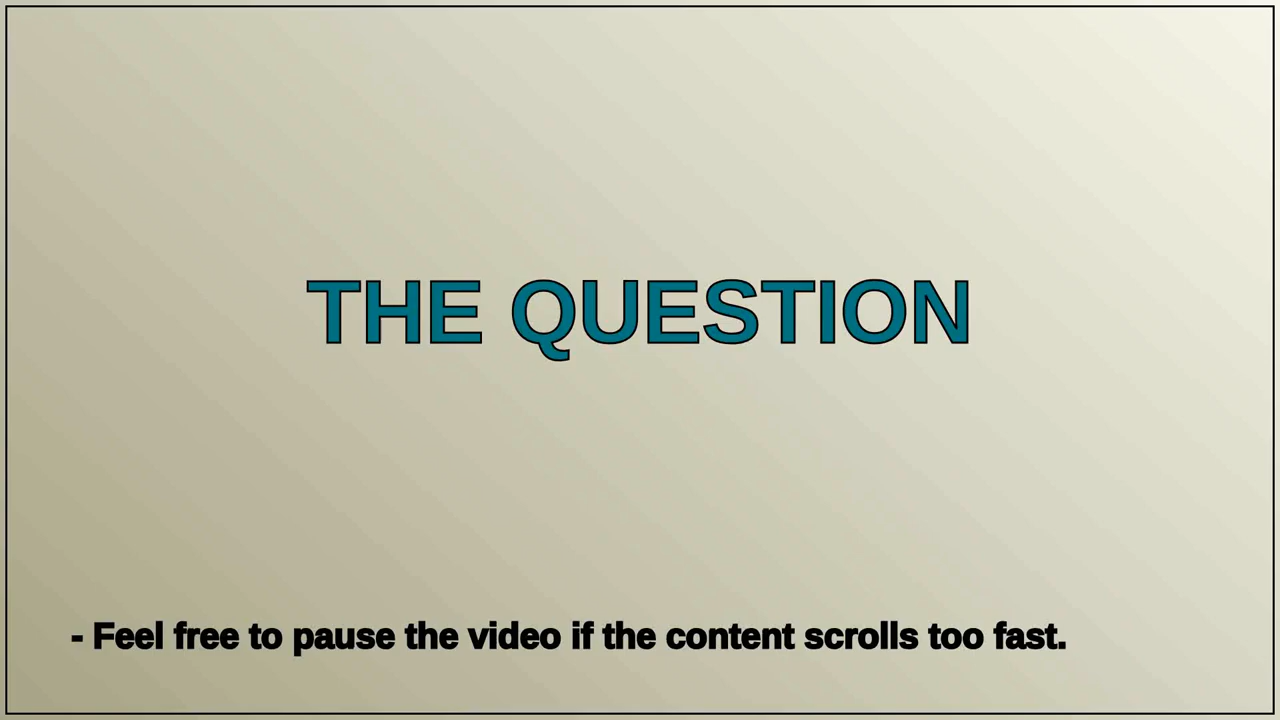 THE QUESTION
- Feel free to pause the video if the content scrolls too fast.